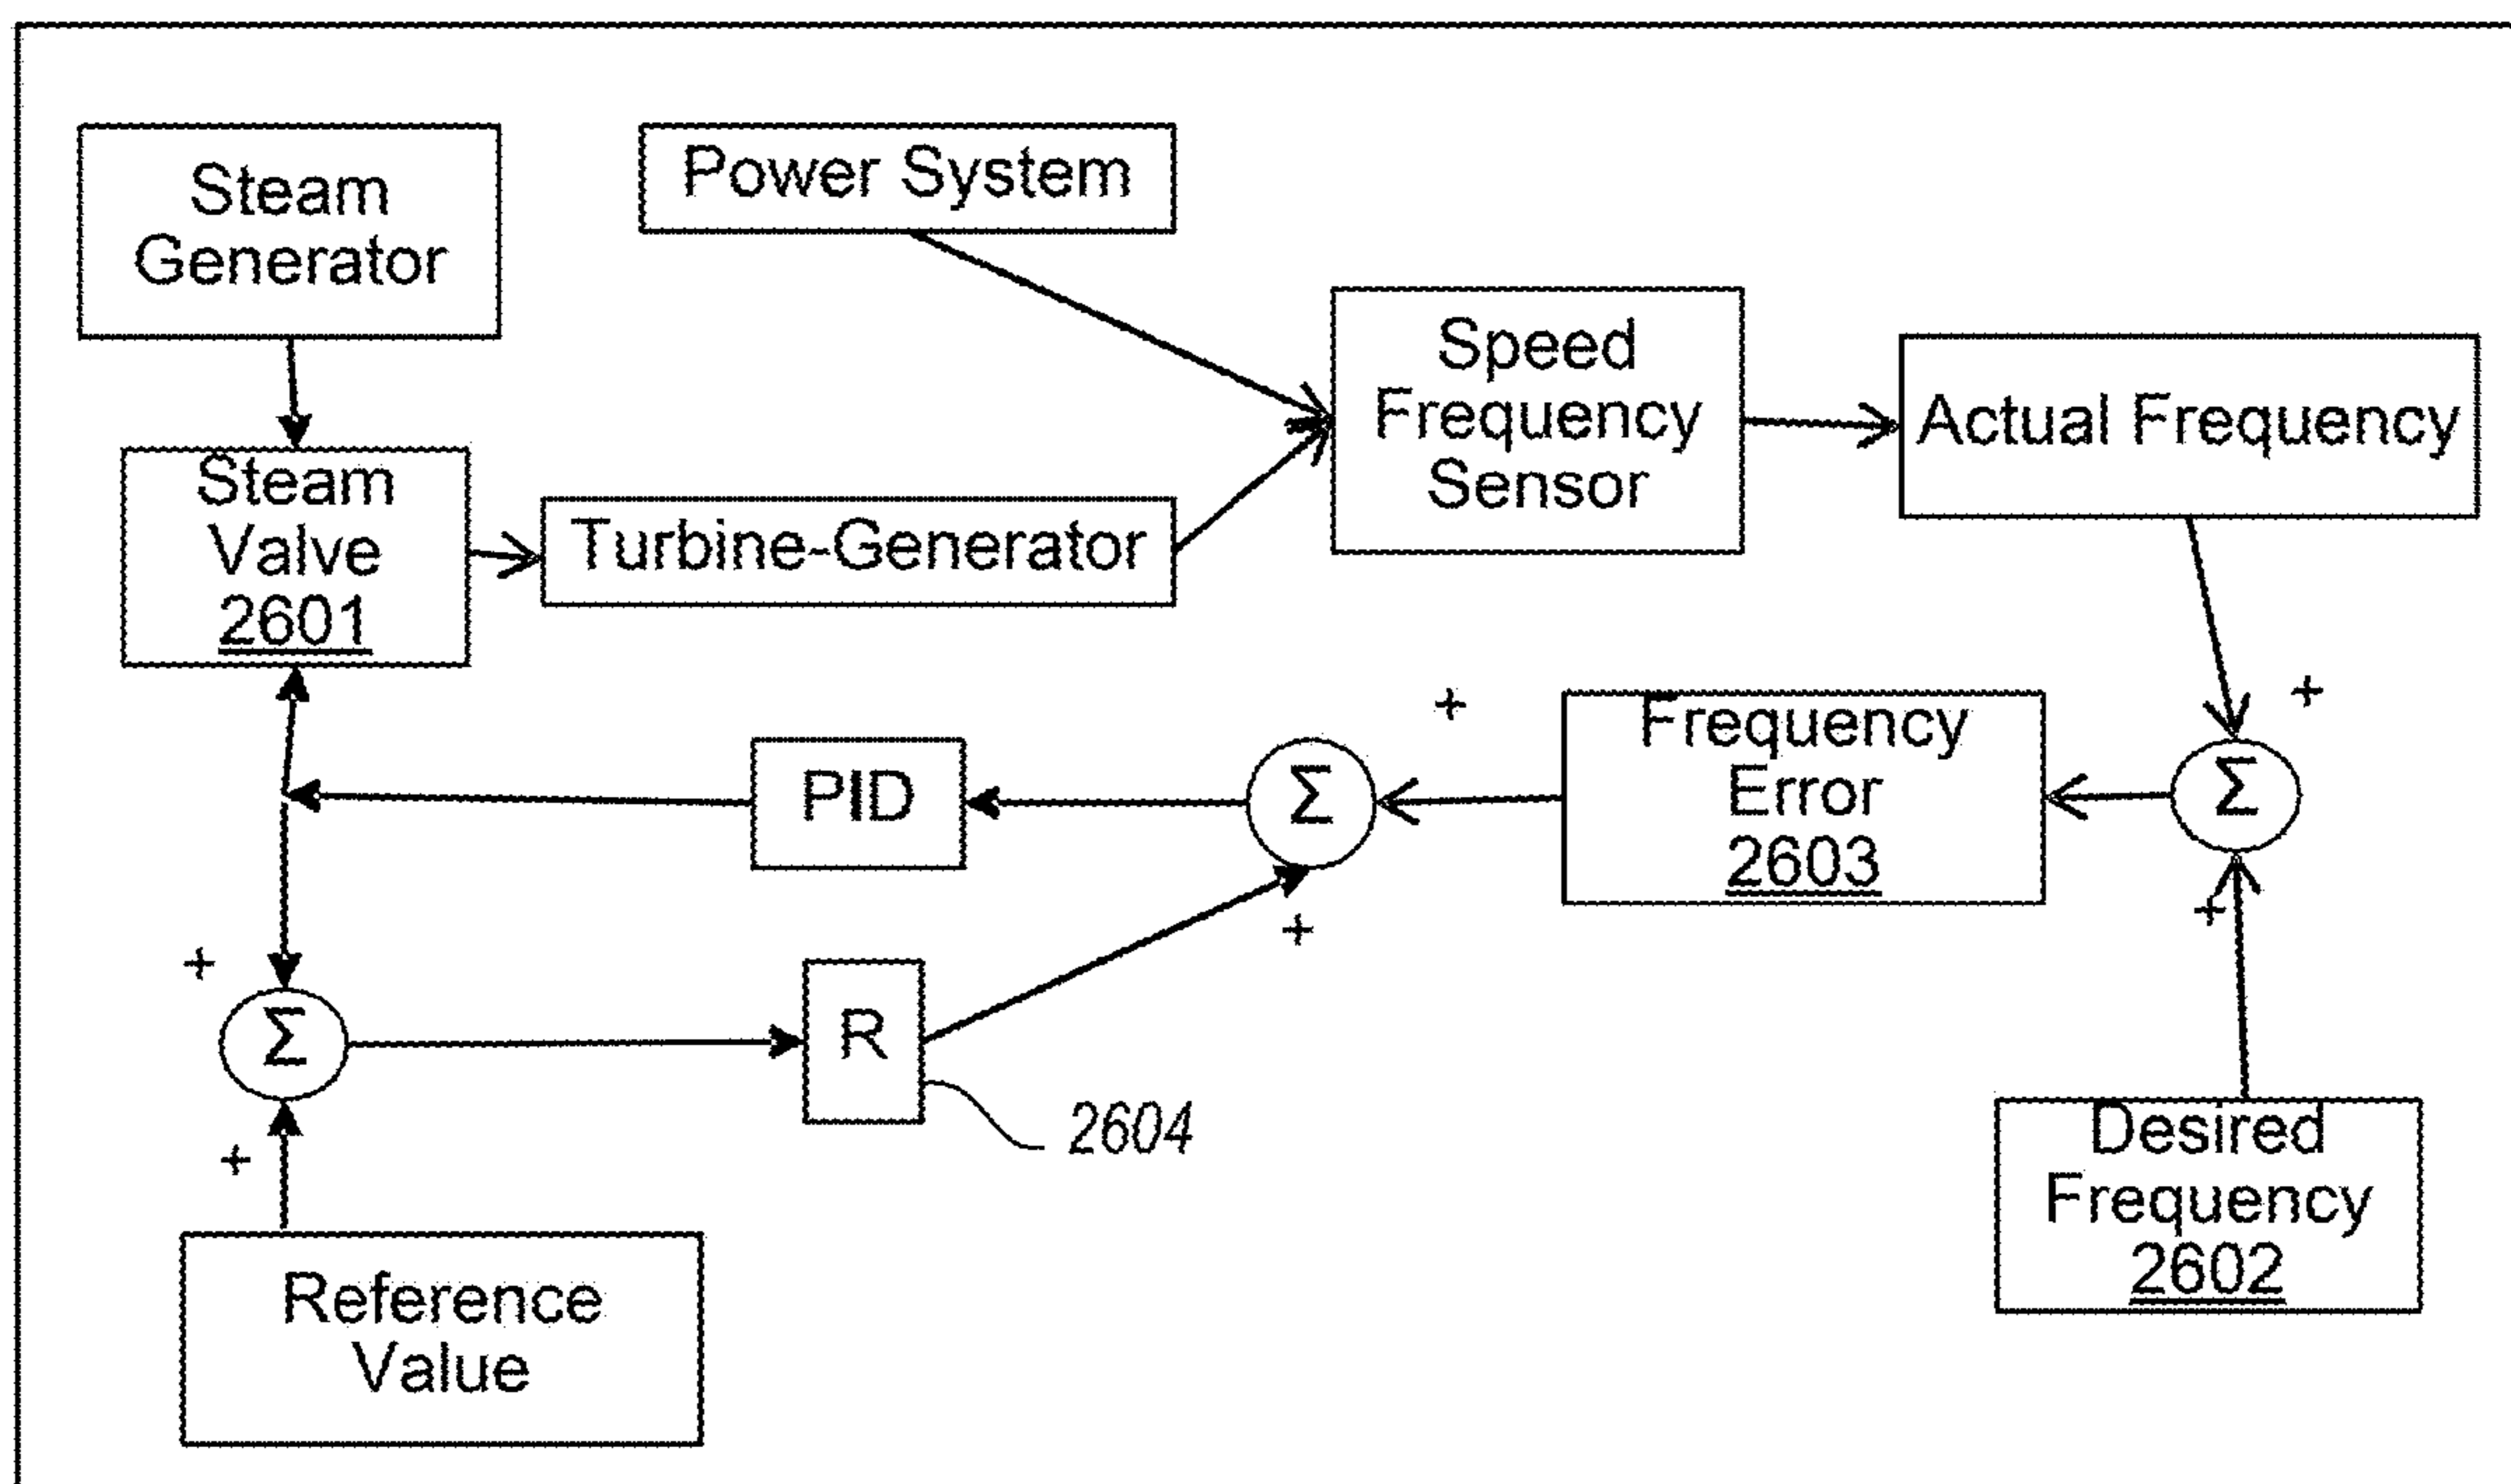 Steam
Generator
Power System
Speed
Frequency
Sensor
Actual Frequency
Steam
Valve
2601
Turbine-Generator
+
+
Frequency
Error
2603
Σ
Σ
PID
+
+
+
Σ
R
2604
+
Desired
Frequency
2602
Reference
Value